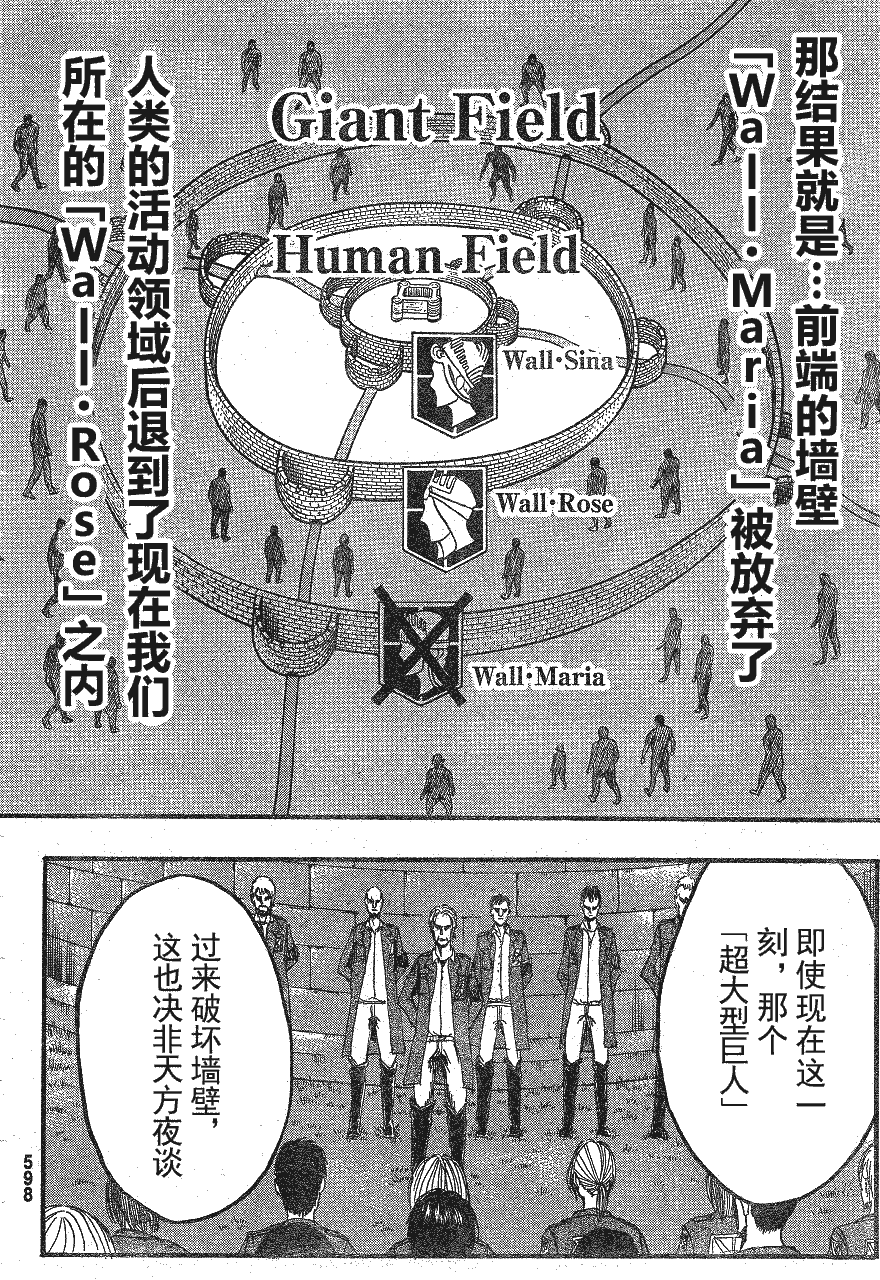 那结果就是…前端的墙壁
「Wall·Maria」被放弃了
Giant Field
Human Field
Wall·Sina
Wall·Rose
Wall·Maria
人类的活动领域后退到了现在我们
所在的「Wall·Rose」之内
即使现在这一
刻，那个
「超大型巨人」
过来破坏墙壁，
这也决非天方夜谈
598